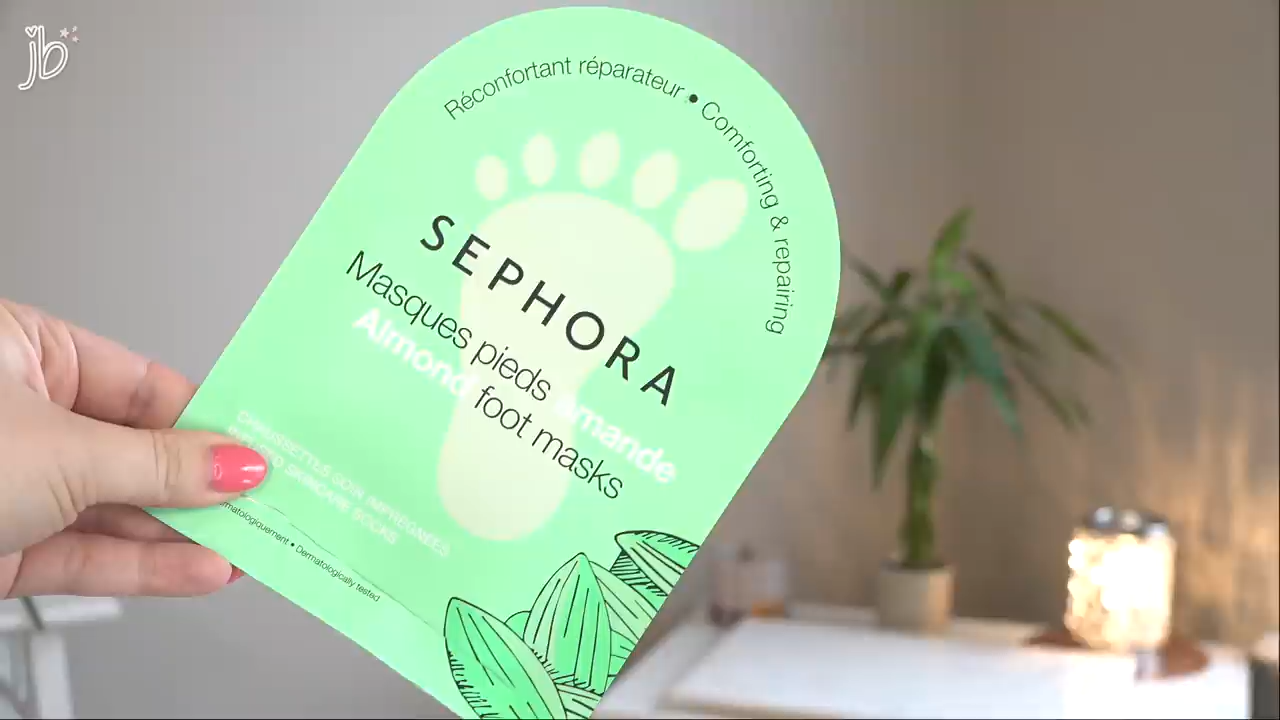 jb
Réconfortant réparateur • Comforting & repairing
SEPHORA
Masques pieds Amande
Almond foot masks
CHAUSSETTES SOIN IMPRÉGNÉES
SKINCARE SOCKS
• Dermatologically tested